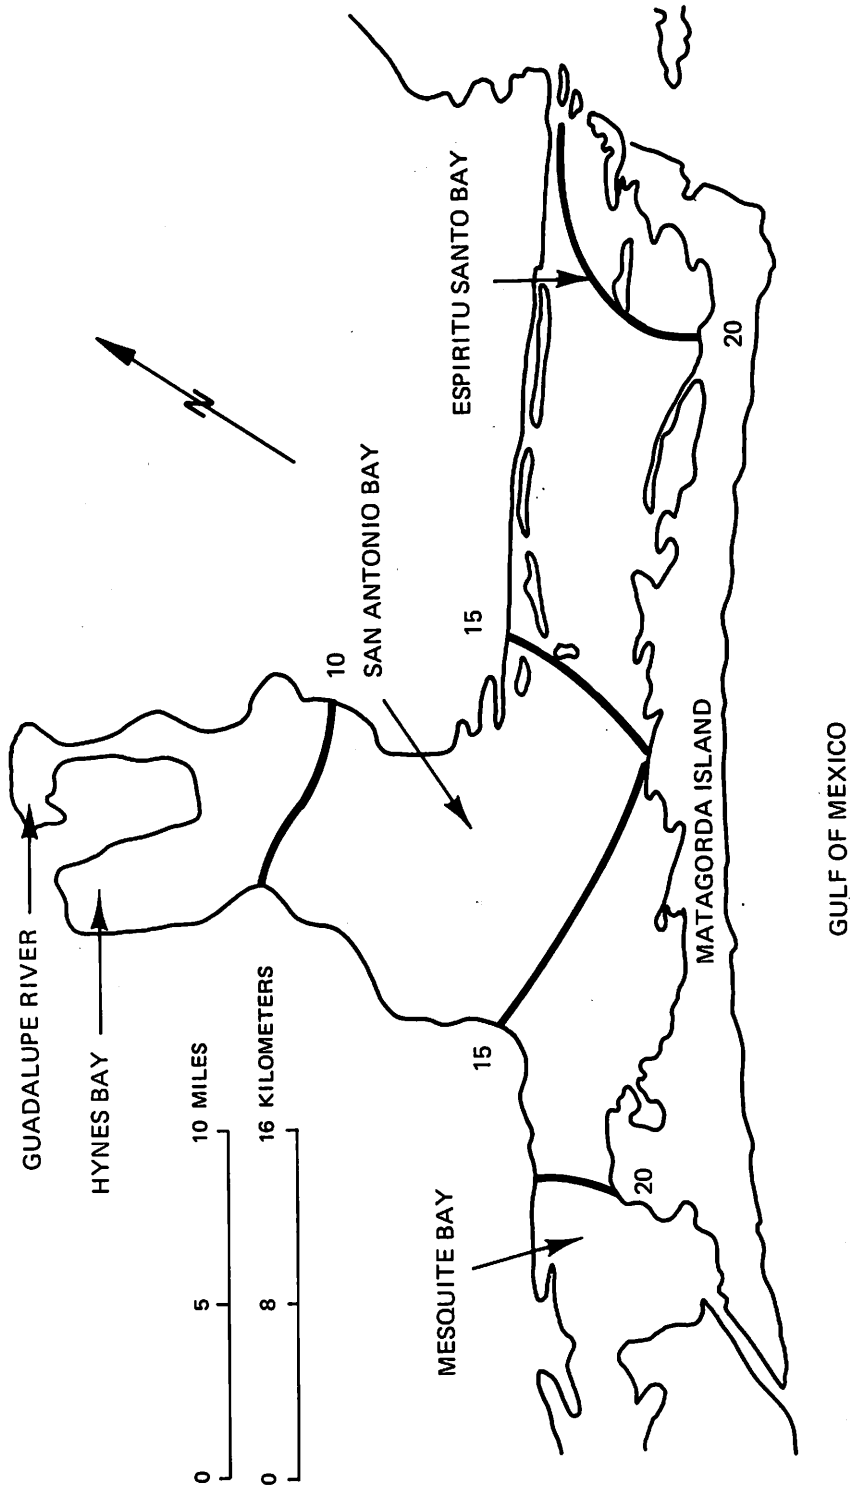 GUADALUPE RIVER
HYNES BAY
0 5 10 MILES
0 8 16 KILOMETERS
N
10
SAN ANTONIO BAY
15
15
ESPIRITU SANTO BAY
MESQUITE BAY
20
20
MATAGORDA ISLAND
GULF OF MEXICO